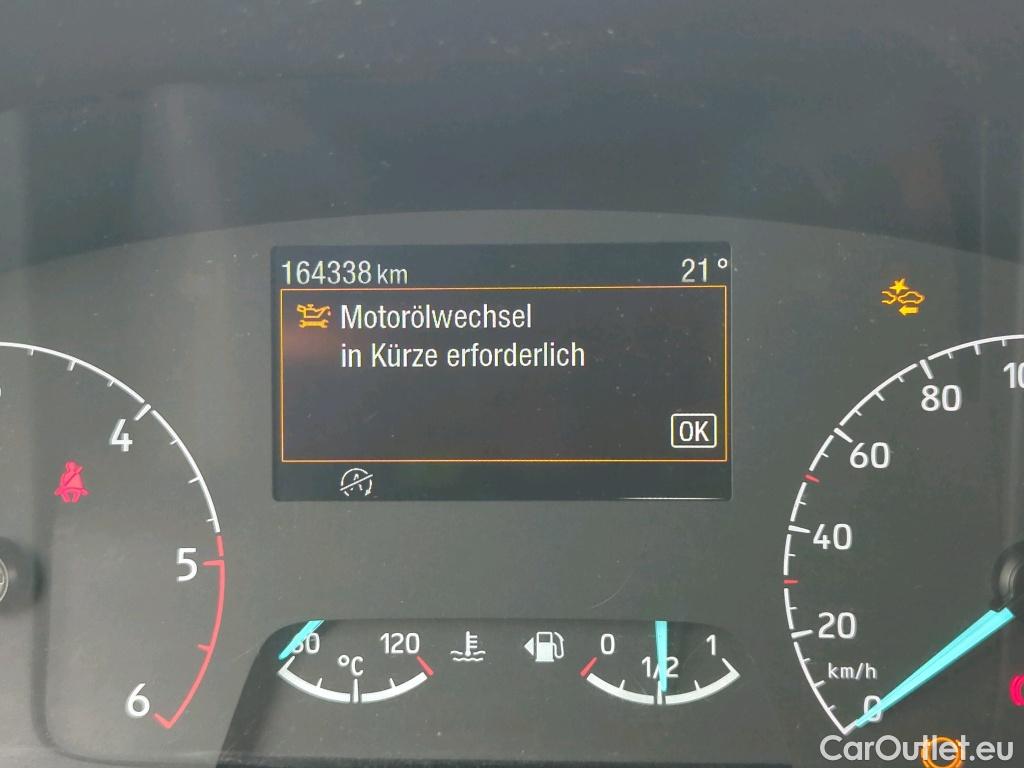 164338 km 21°
Motorölwechsel
in Kürze erforderlich
OK
4
5
6
80
60
40
20
0
km/h
120
°C
0 1/2 1
CarOutlet.eu